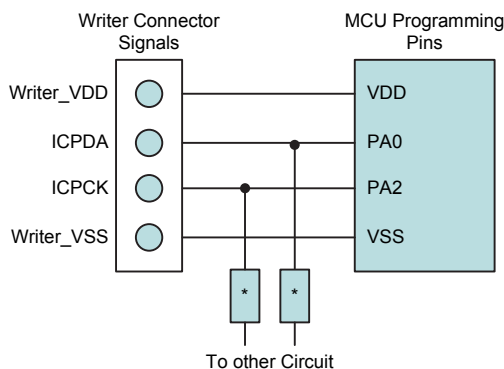 Writer Connector
Signals
MCU Programming
Pins
Writer_VDD
VDD
ICPDA
PA0
ICPCK
PA2
Writer_VSS
VSS
*
*
To other Circuit